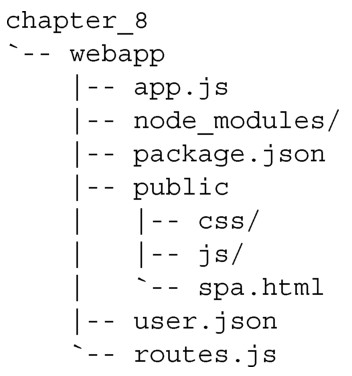 chapter_8
`-- webapp
    |-- app.js
    |-- node_modules/
    |-- package.json
    |-- public
    |   |-- css/
    |   |-- js/
    |   `-- spa.html
    |-- user.json
    `-- routes.js